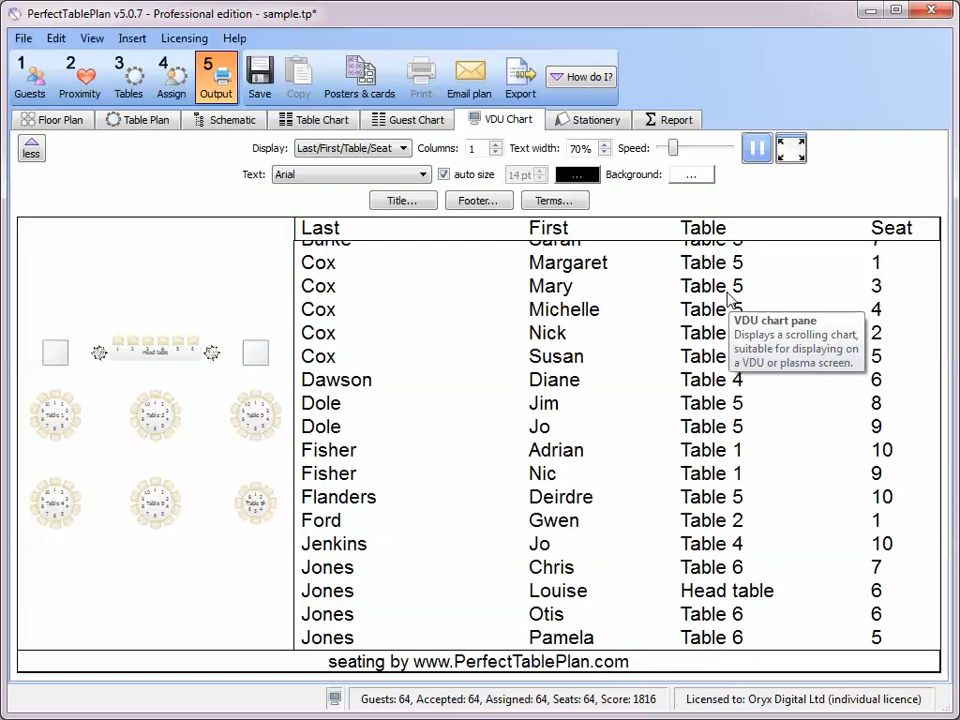 PerfectTablePlan v5.0.7 - Professional edition - sample.tp*
File Edit View Insert Licensing Help
1 2 3 4 5
Guests Proximity Tables Assign Output Save Copy Posters & cards Print Email plan Export How do I?
Floor Plan Table Plan Schematic Table Chart Guest Chart VDU Chart Stationery Σ Report
less Display: Last/First/Table/Seat Columns: 1 Text width: 70% Speed:
Text: Arial auto size 14 pt ... Background: ...
Title... Footer... Terms...
Last First Table Seat
Burke Sarah Table 5 7
Cox Margaret Table 5 1
Cox Mary Table 5 3
Cox Michelle Table 5 4
Cox Nick Table 2
Cox Susan Table 5
Dawson Diane Table 4 6
Dole Jim Table 5 8
Dole Jo Table 5 9
Fisher Adrian Table 1 10
Fisher Nic Table 1 9
Flanders Deirdre Table 5 10
Ford Gwen Table 2 1
Jenkins Jo Table 4 10
Jones Chris Table 6 7
Jones Louise Head table 6
Jones Otis Table 6 6
Jones Pamela Table 6 5
VDU chart pane
Displays a scrolling chart,
suitable for displaying on
a VDU or plasma screen.
Head table
seating by www.PerfectTablePlan.com
Guests: 64, Accepted: 64, Assigned: 64, Seats: 64, Score: 1816 Licensed to: Oryx Digital Ltd (individual licence)